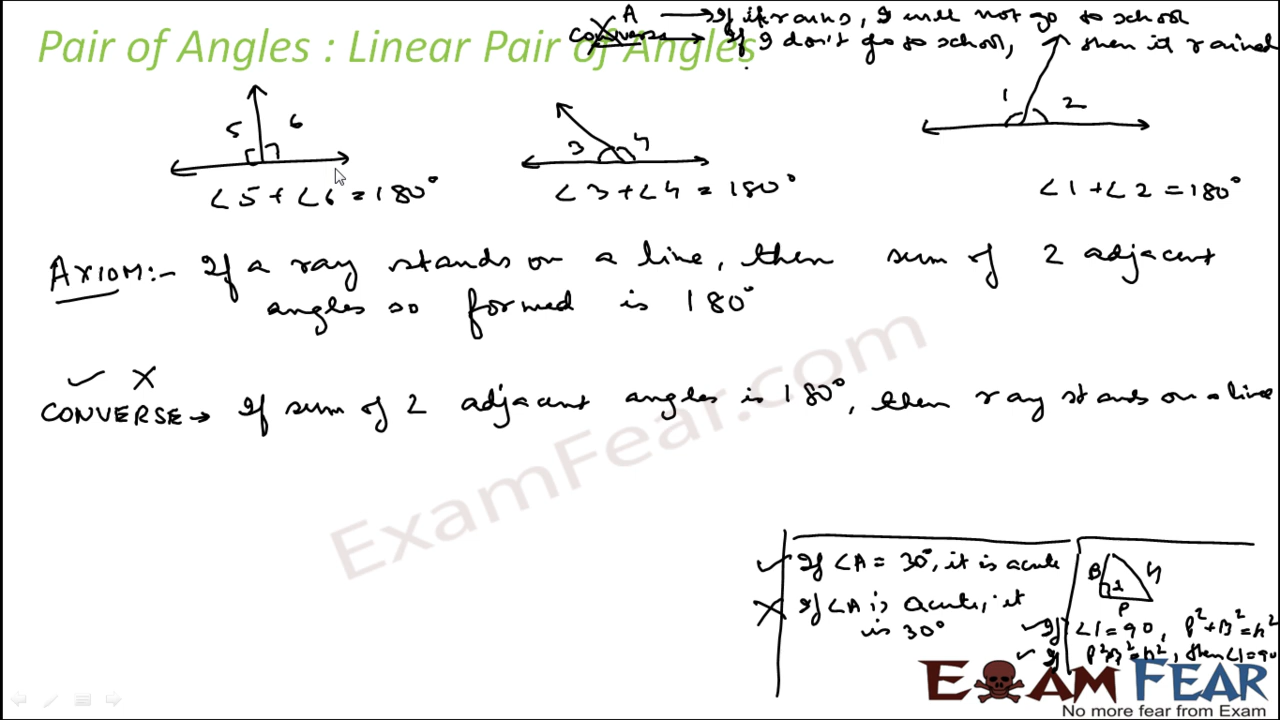 A → If it rains, I will not go to school
Converse → If I don't go to school, then it rained
Pair of Angles : Linear Pair of Angles
5 6
3 4
1 2
∠5 + ∠6 = 180°
∠3 + ∠4 = 180°
∠1 + ∠2 = 180°
AXIOM:- If a ray stands on a line, then sum of 2 adjacent
angles so formed is 180°
✓ X
CONVERSE → If sum of 2 adjacent angles is 180°, then ray stands on a line
ExamFear.com
✓ If ∠A = 30°, it is acute
X If ∠A is acute, it
is 30°
B 1 h
P
✓ If ∠1 = 90, P²+B²=h²
✓ If P²+B²=h², then ∠1=90
EXAM FEAR
No more fear from Exam